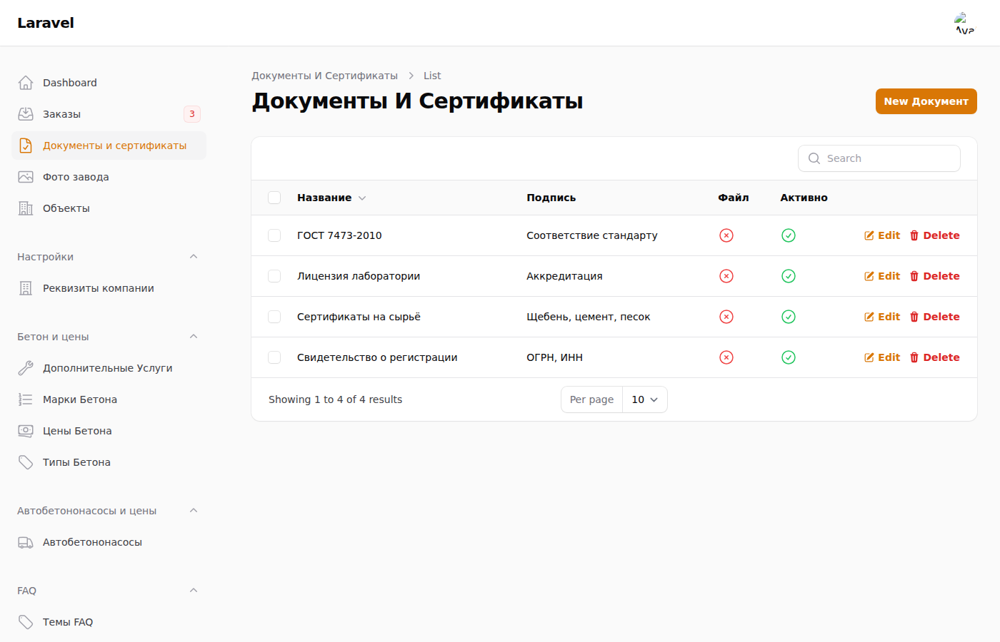 Laravel
Ava
Dashboard
Заказы 3
Документы и сертификаты
Фото завода
Объекты
Настройки
Реквизиты компании
Бетон и цены
Дополнительные Услуги
Марки Бетона
Цены Бетона
Типы Бетона
Автобетононасосы и цены
Автобетононасосы
FAQ
Темы FAQ
Документы И Сертификаты > List
Документы И Сертификаты
New Документ
Search
Название Подпись Файл Активно
ГОСТ 7473-2010 Соответствие стандарту Edit Delete
Лицензия лаборатории Аккредитация Edit Delete
Сертификаты на сырьё Щебень, цемент, песок Edit Delete
Свидетельство о регистрации ОГРН, ИНН Edit Delete
Showing 1 to 4 of 4 results Per page 10